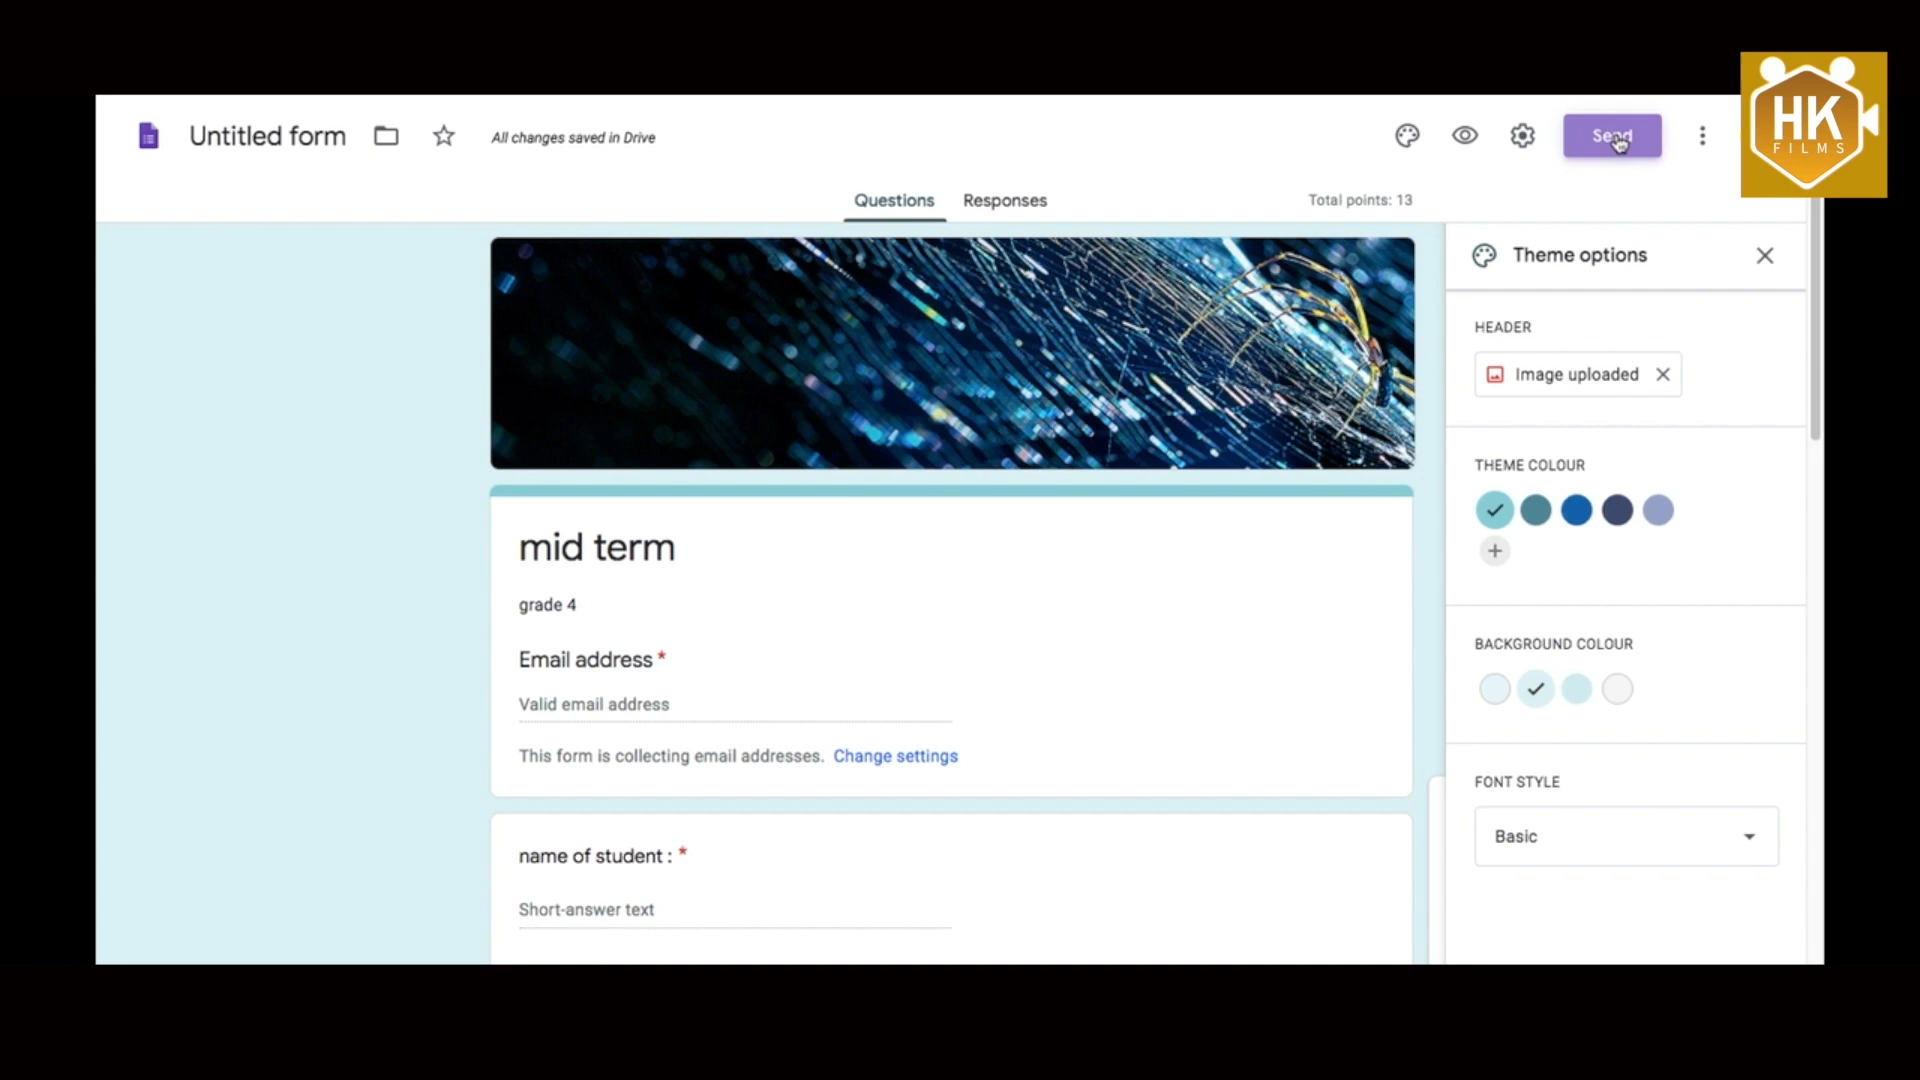 Untitled form
All changes saved in Drive
Send
HK
FILMS
Questions
Responses
Total points: 13
Theme options
HEADER
Image uploaded
THEME COLOUR
BACKGROUND COLOUR
FONT STYLE
Basic
mid term
grade 4
Email address *
Valid email address
This form is collecting email addresses. Change settings
name of student : *
Short-answer text